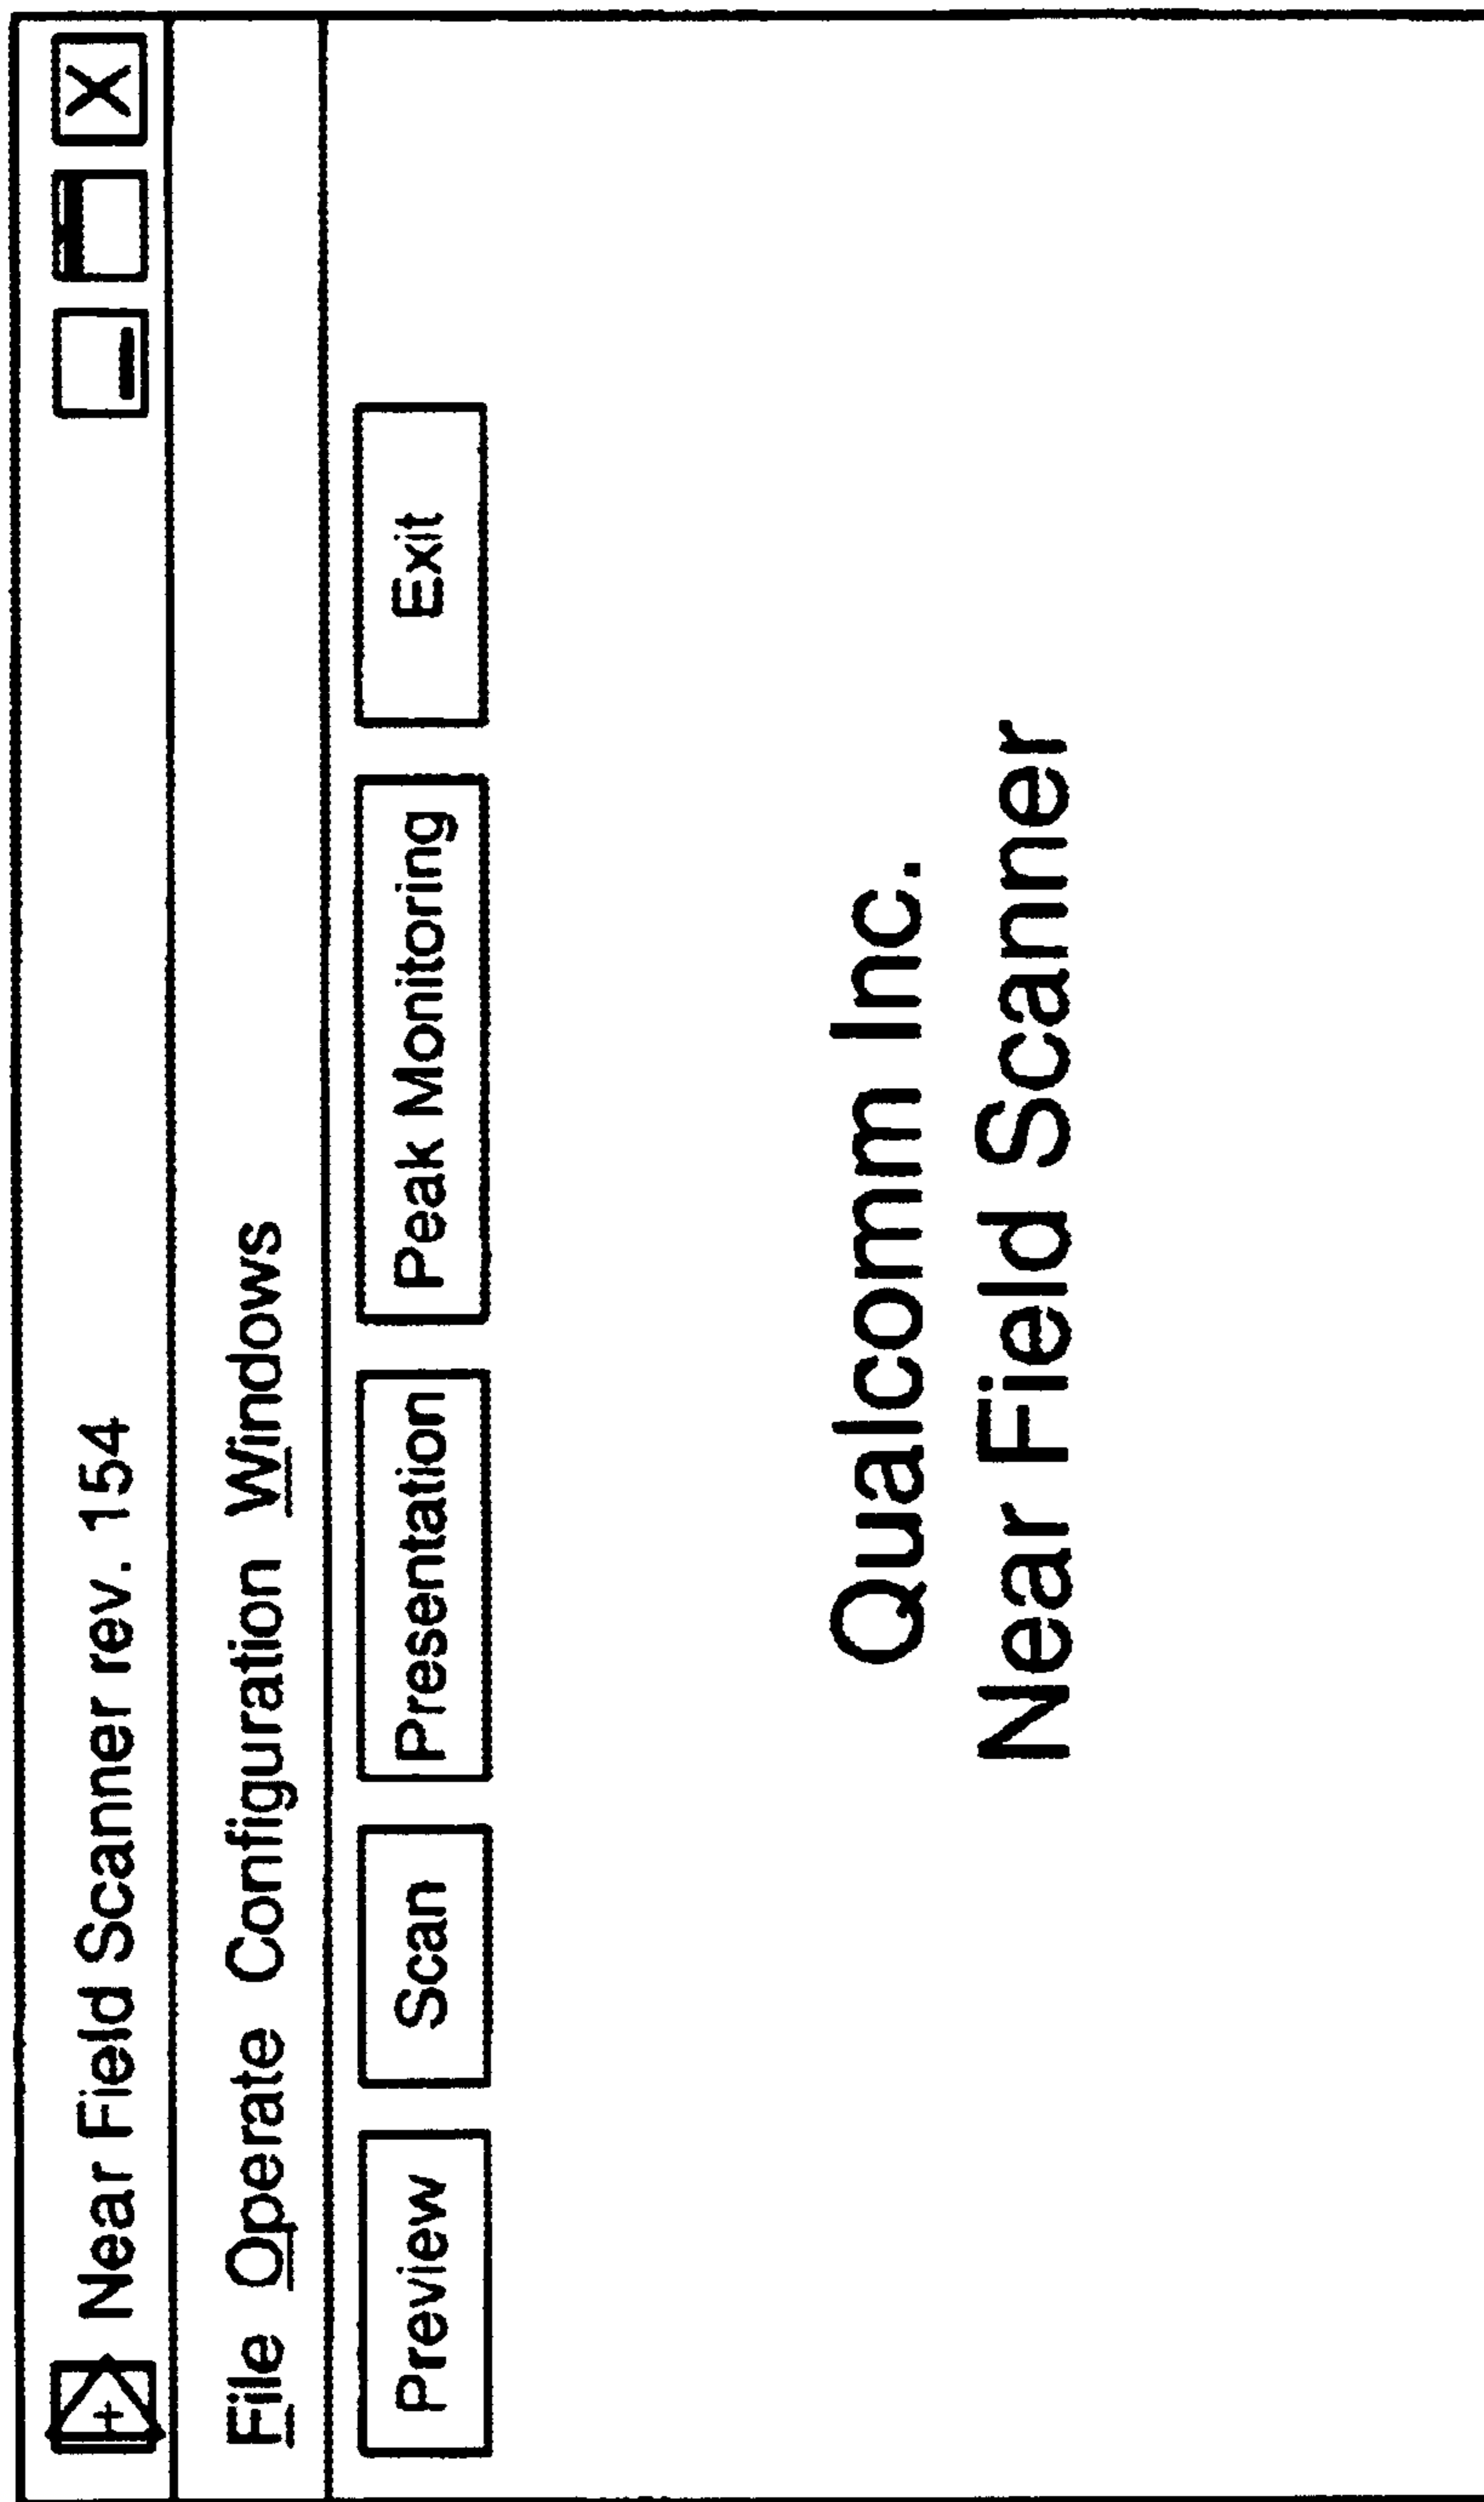 Near Field Scanner rev. 154
File Operate Configuration Windows
Preview Scan Presentation Peak Monitoring Exit
Qualcomm Inc.
Near Field Scanner